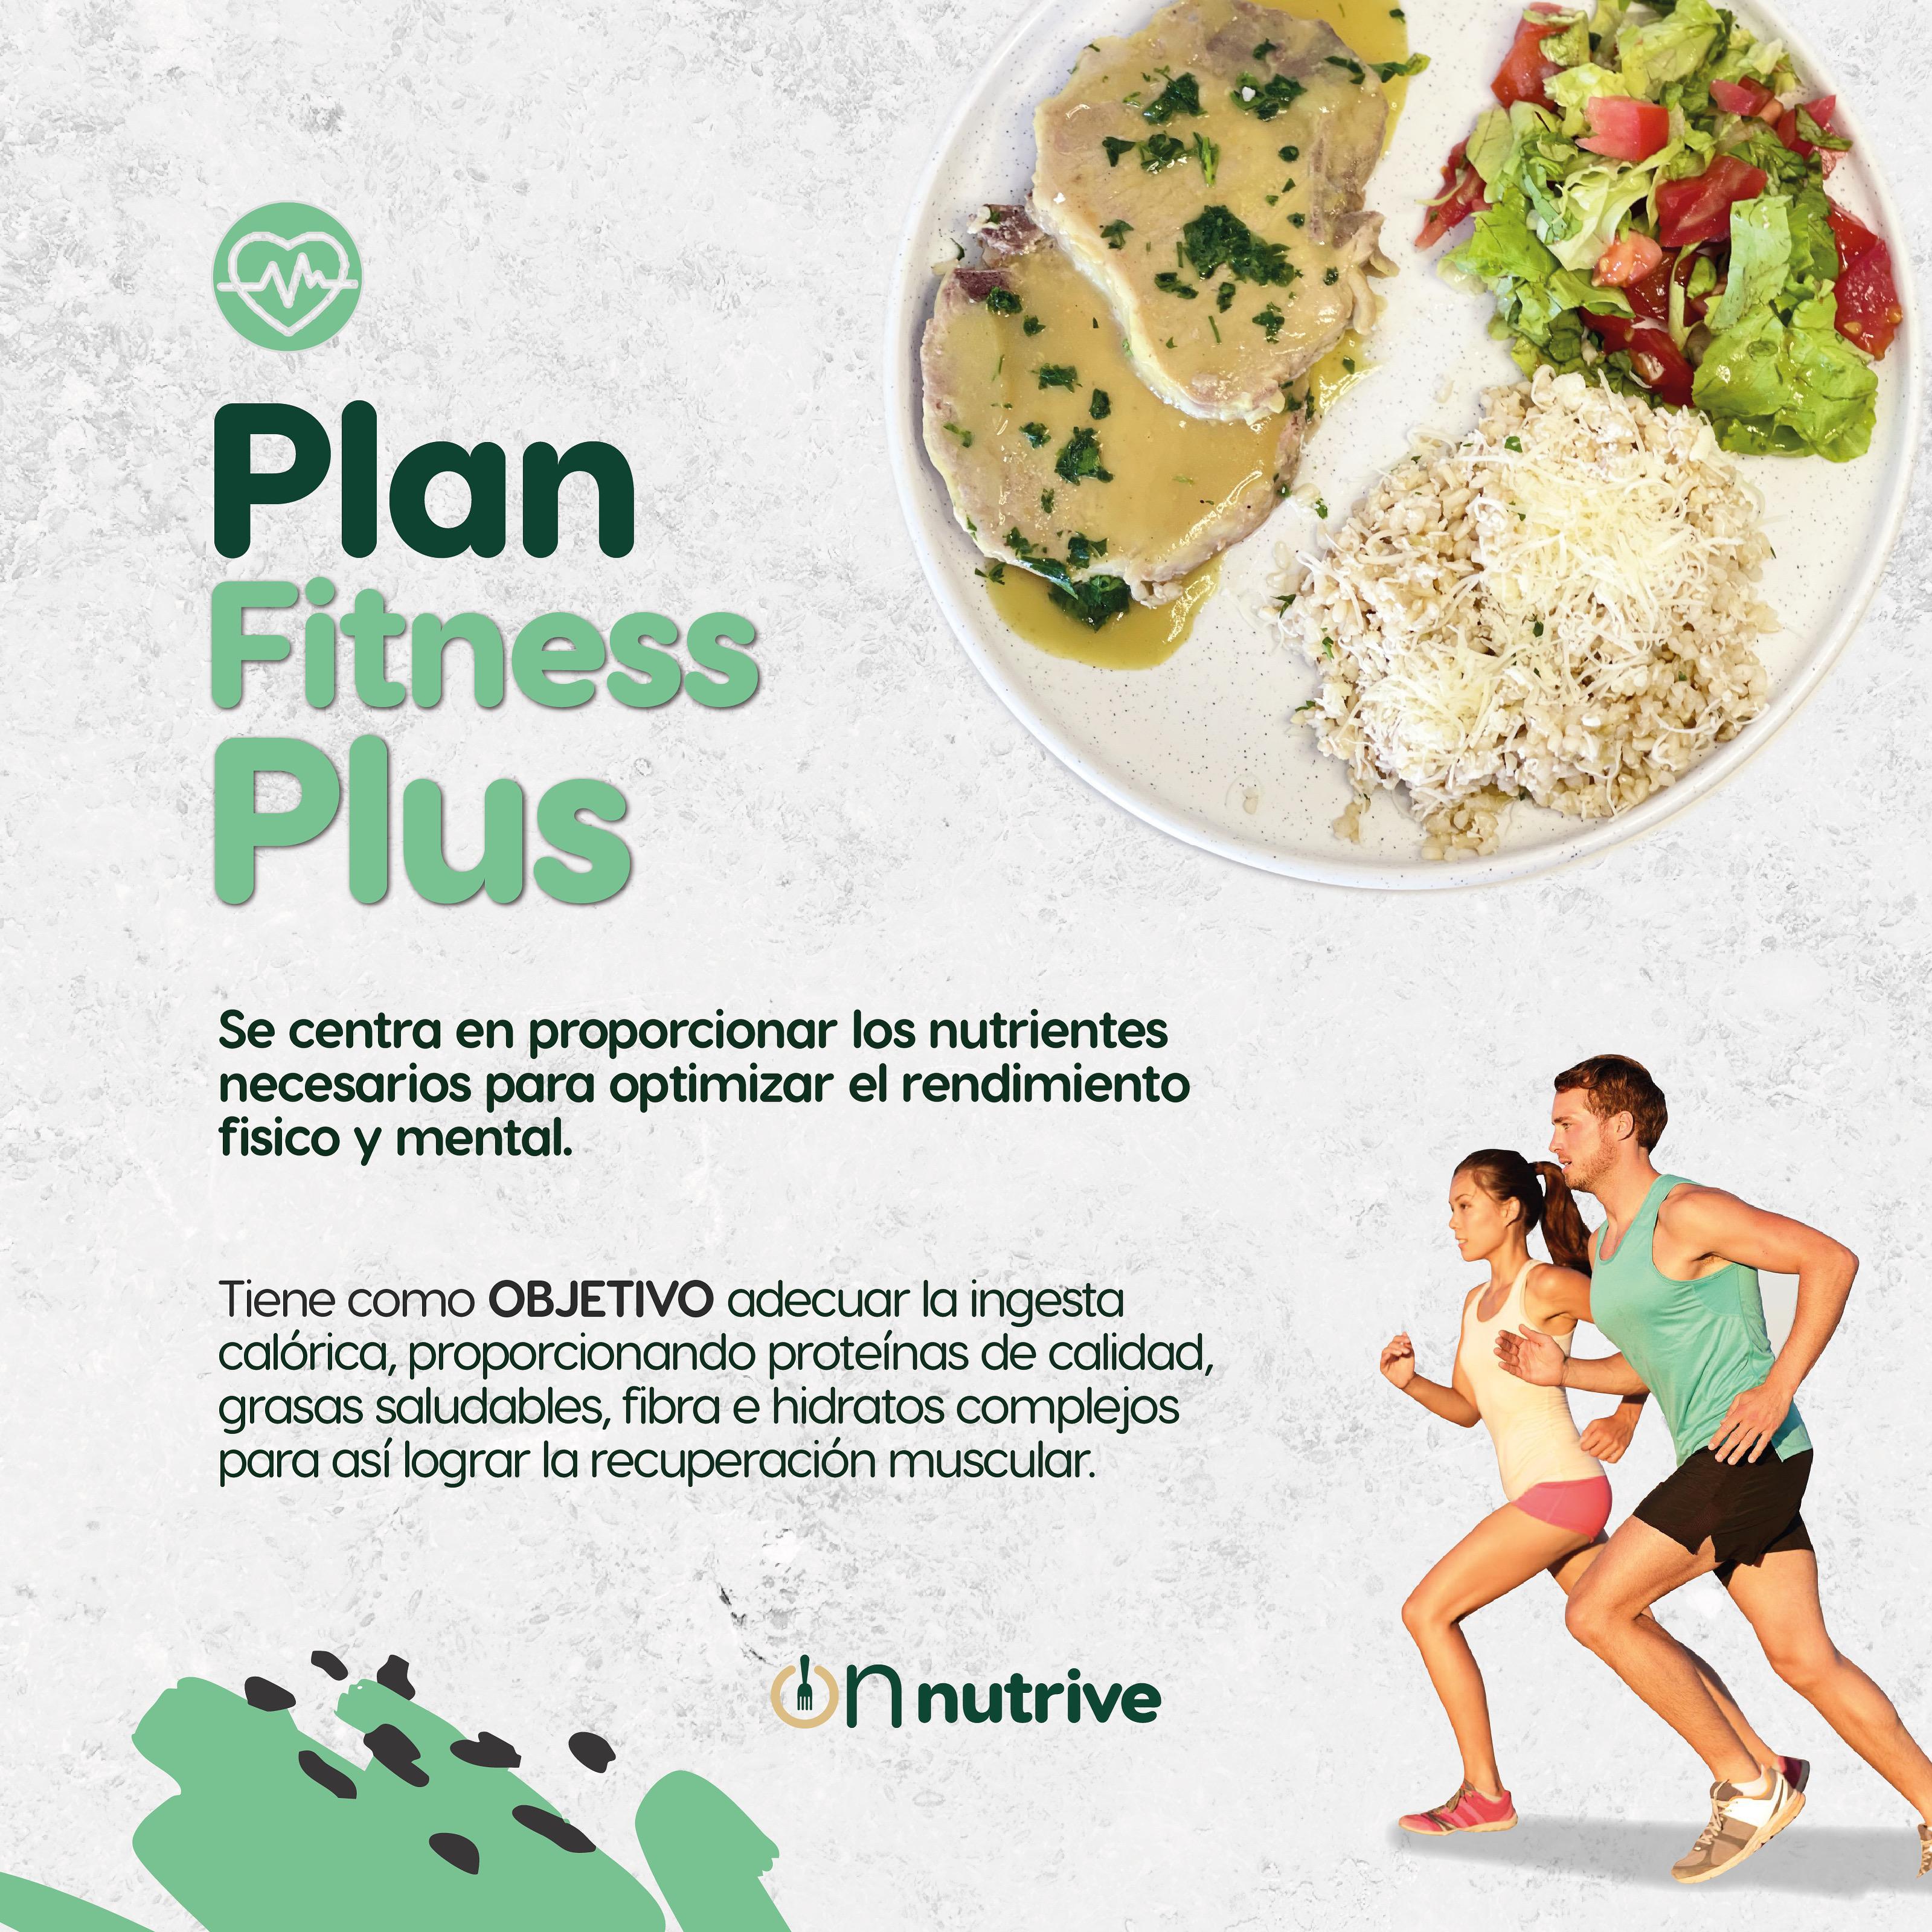 Plan
Fitness
Plus
Se centra en proporcionar los nutrientes
necesarios para optimizar el rendimiento
fisico y mental.
Tiene como OBJETIVO adecuar la ingesta
calórica, proporcionando proteínas de calidad,
grasas saludables, fibra e hidratos complejos
para así lograr la recuperación muscular.
On nutrive